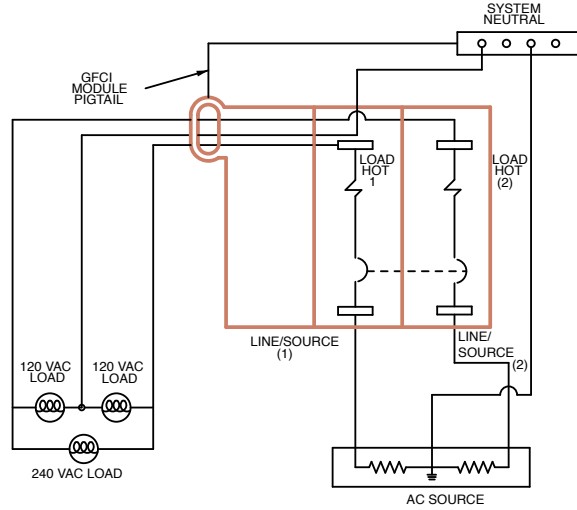 SYSTEM
NEUTRAL
GFCI
MODULE
PIGTAIL
LOAD
HOT
1
LOAD
HOT
(2)
LINE/SOURCE
(1)
LINE/
SOURCE
(2)
120 VAC
LOAD
120 VAC
LOAD
240 VAC LOAD
AC SOURCE